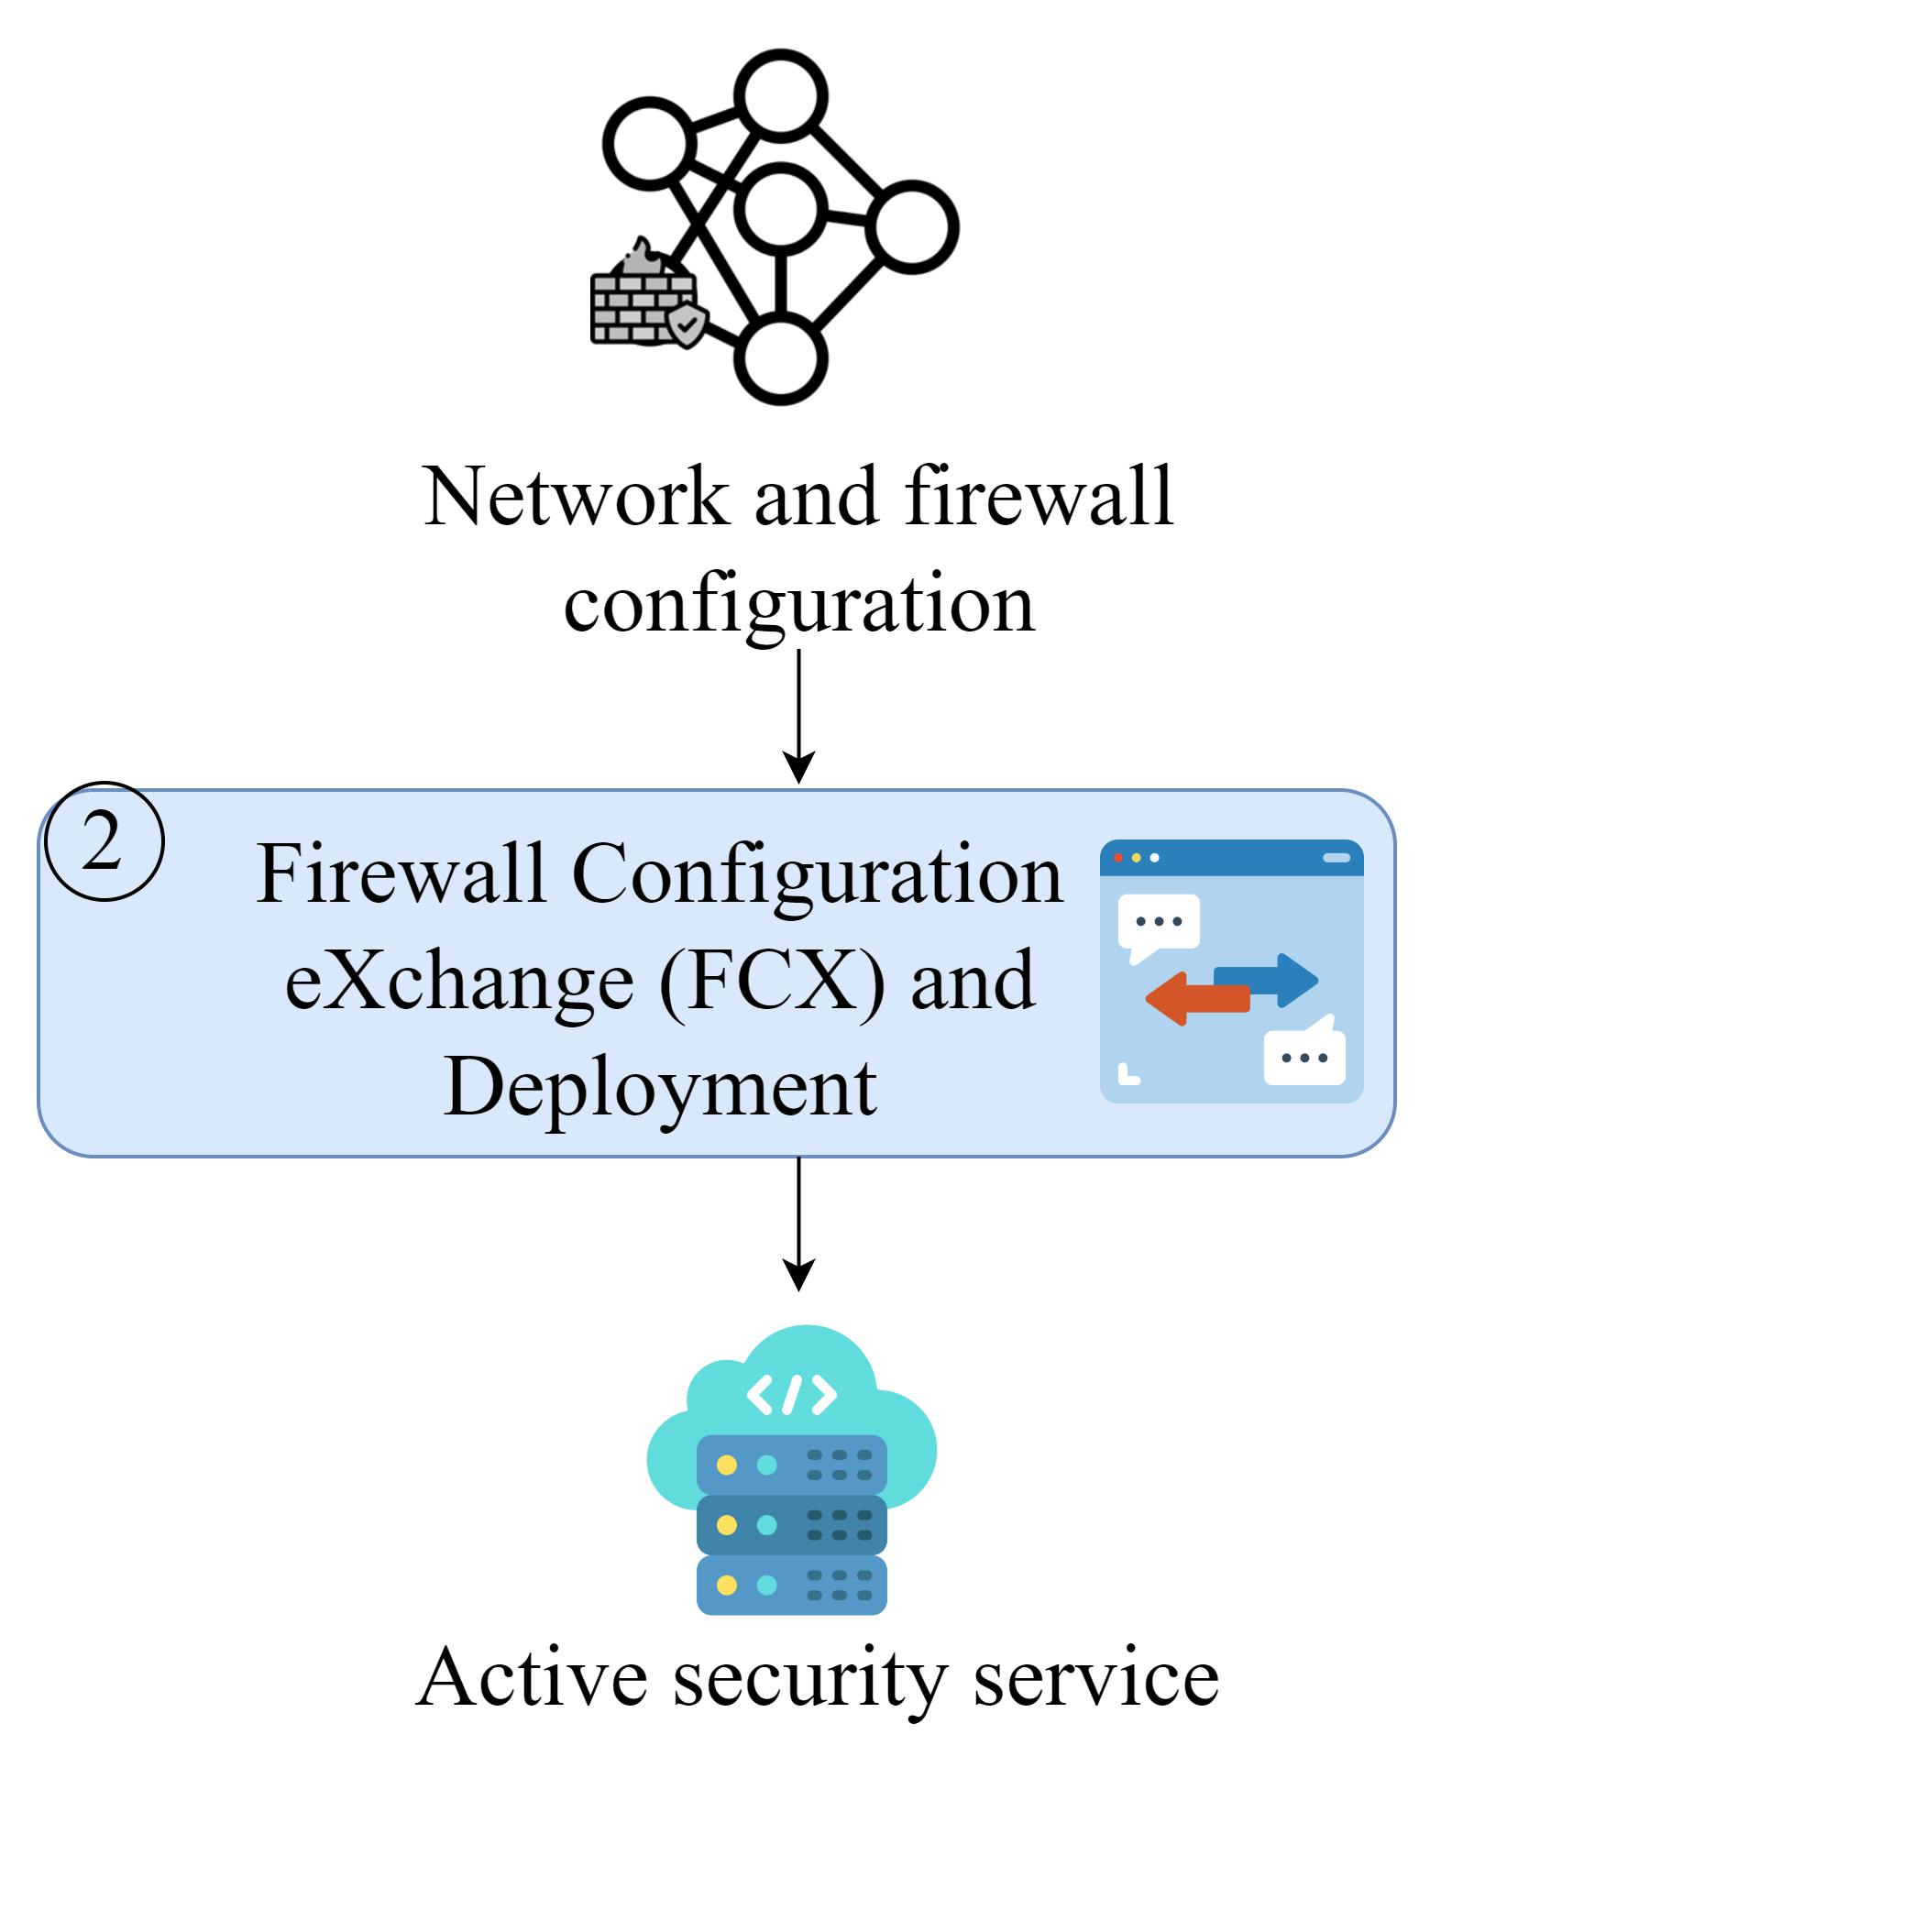 Network and firewall
configuration
2
Firewall Configuration
eXchange (FCX) and
Deployment
</>
Active security service